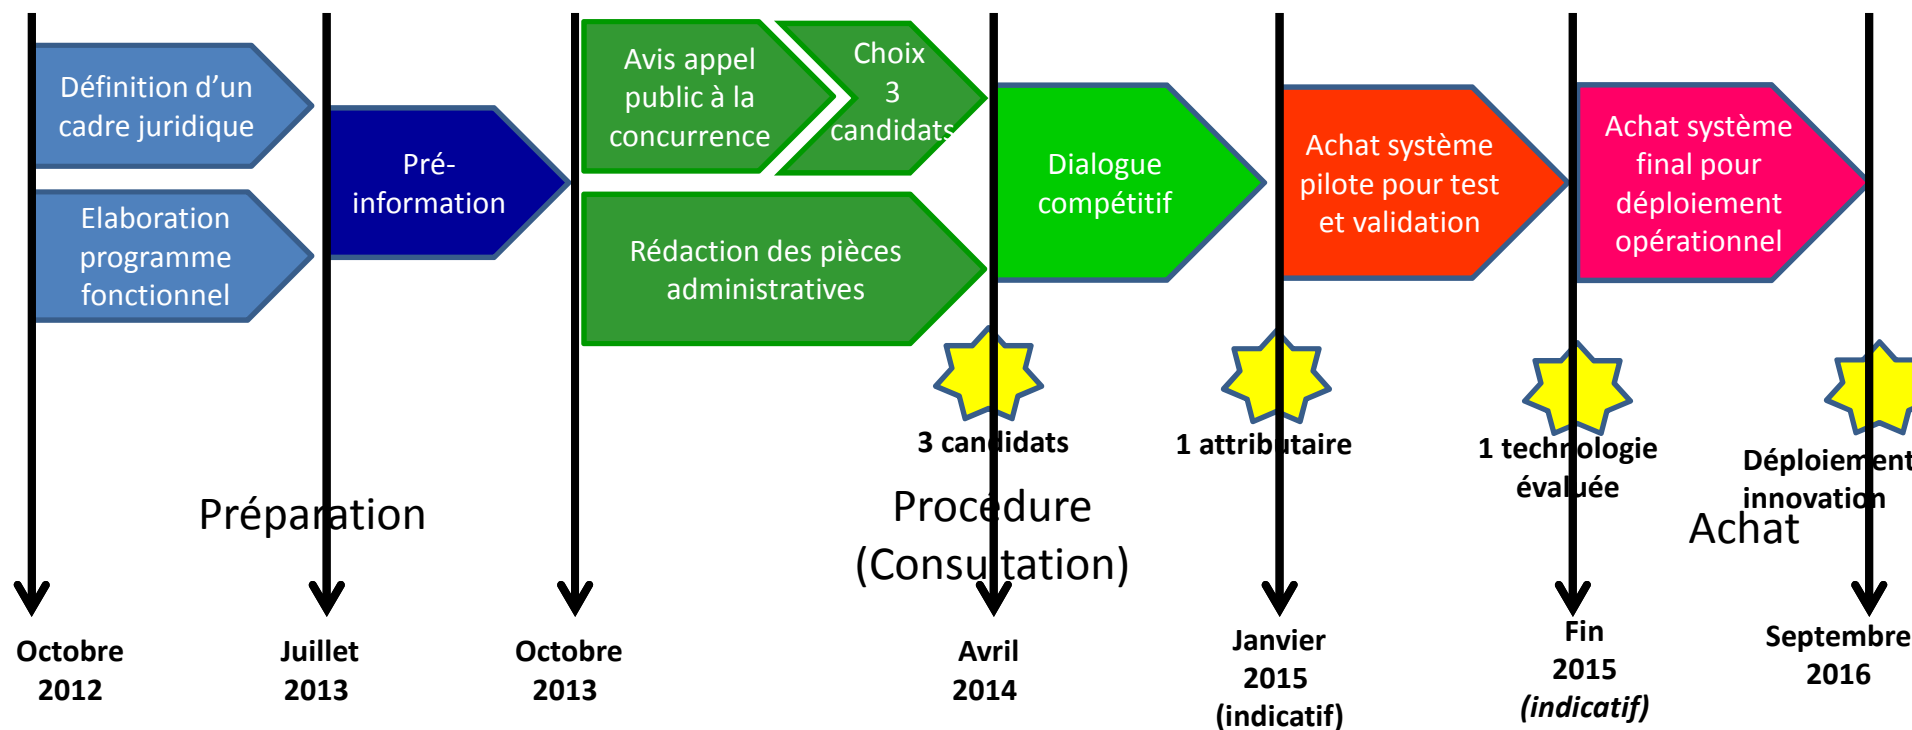 Définition d’un
cadre juridique
Elaboration
programme
fonctionnel
Pré-
information
Avis appel
public à la
concurrence
Choix
3
candidats
Rédaction des pièces
administratives
Dialogue
compétitif
Achat système
pilote pour test
et validation
Achat système
final pour
déploiement
opérationnel
3 candidats
1 attributaire
1 technologie
évaluée
Déploiement
innovation
Préparation
Procédure
(Consultation)
Achat
Octobre
2012
Juillet
2013
Octobre
2013
Avril
2014
Janvier
2015
(indicatif)
Fin
2015
(indicatif)
Septembre
2016